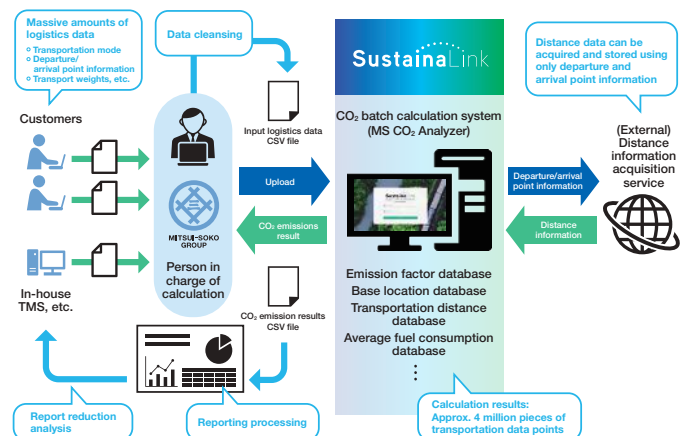 Massive amounts of
logistics data
Transportation mode
Departure/
arrival point information
Transport weights, etc.
Data cleansing
SustainaLink
Distance data can be
acquired and stored using
only departure and
arrival point information
Customers
Input logistics data
CSV file
CO₂ batch calculation system
(MS CO₂ Analyzer)
(External)
Distance
information
acquisition
service
Upload
Departure/arrival
point information
MITSUI-SOKO
GROUP
CO₂ emissions
result
Distance
information
Person in
charge of
calculation
In-house
TMS, etc.
CO₂ emission results
CSV file
Emission factor database
Base location database
Transportation distance
database
Average fuel consumption
database
⋮
Report reduction
analysis
Reporting processing
Calculation results:
Approx. 4 million pieces of
transportation data points